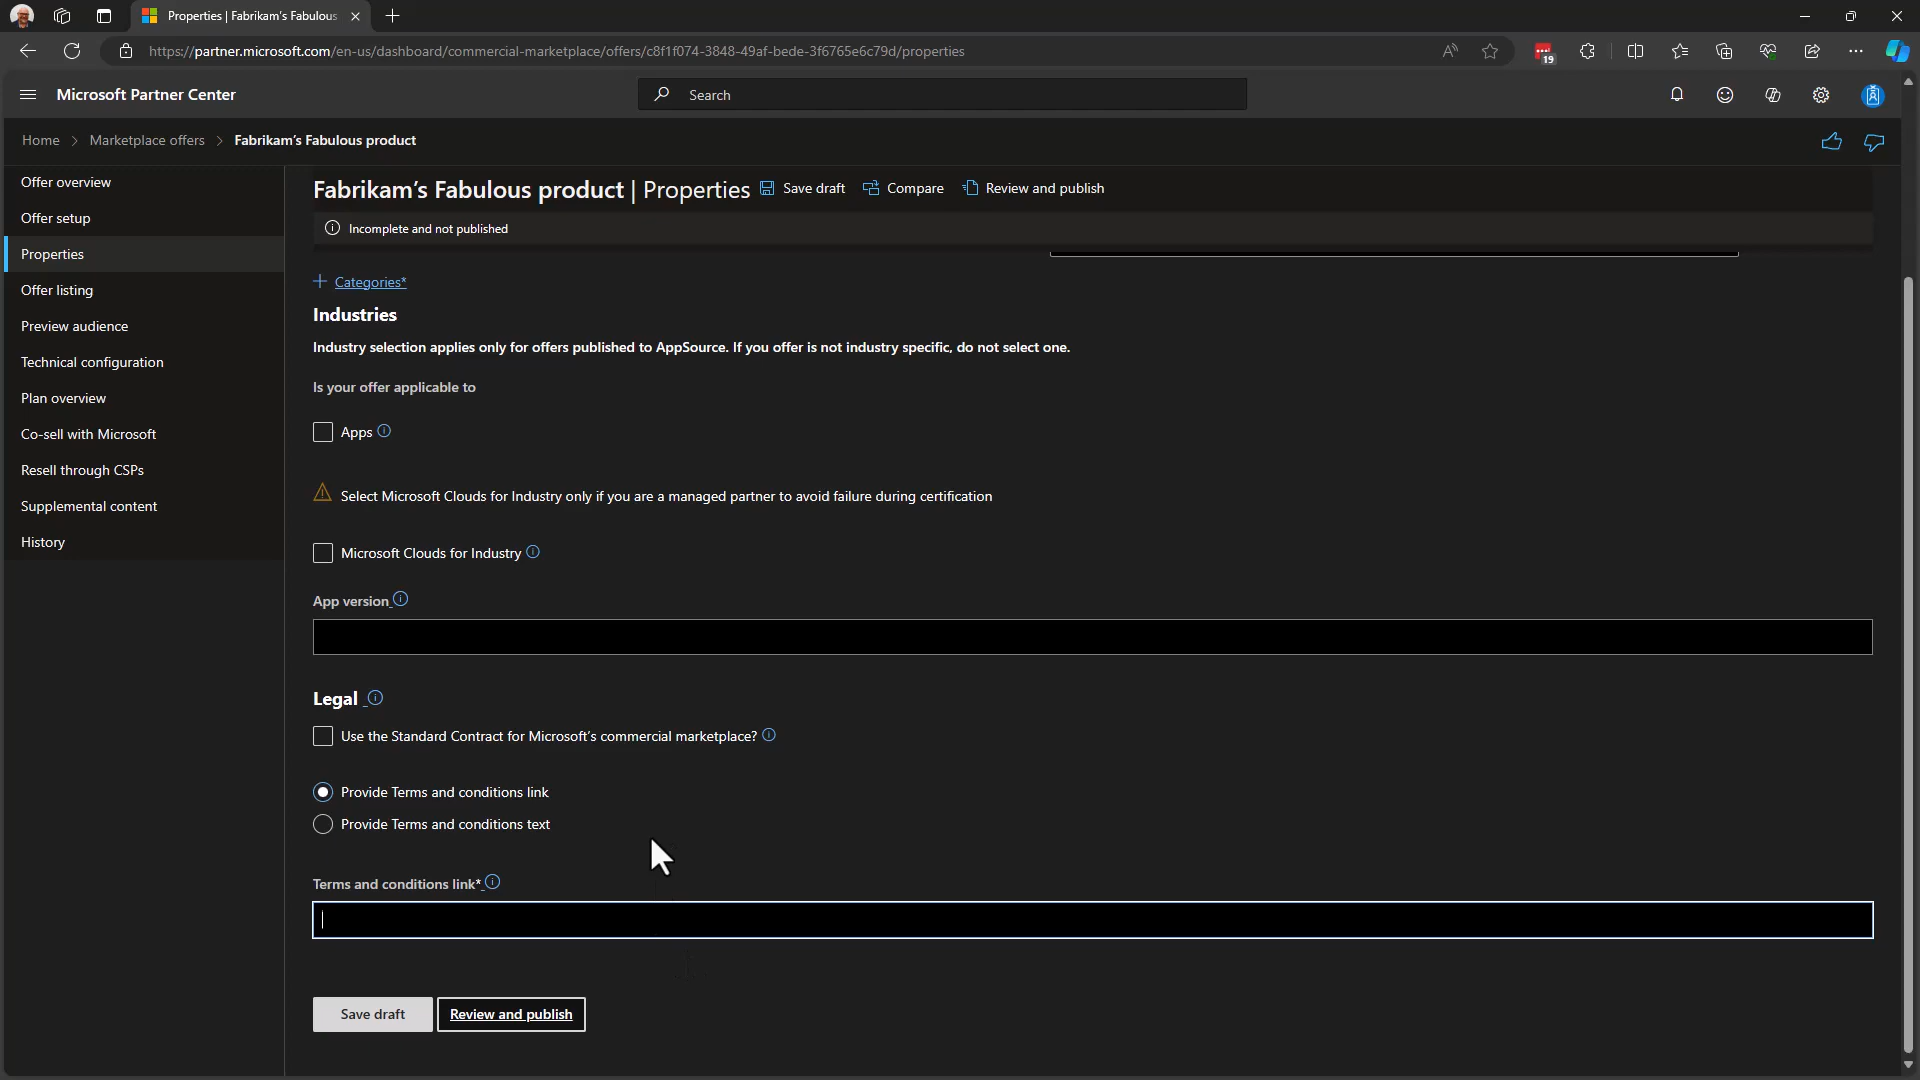 Properties | Fabrikam's Fabulous
https://partner.microsoft.com/en-us/dashboard/commercial-marketplace/offers/c8f1f074-3848-49af-bede-3f6765e6c79d/properties
19
Microsoft Partner Center
Search
Home > Marketplace offers > Fabrikam's Fabulous product
Offer overview
Offer setup
Properties
Offer listing
Preview audience
Technical configuration
Plan overview
Co-sell with Microsoft
Resell through CSPs
Supplemental content
History
Fabrikam's Fabulous product | Properties Save draft Compare Review and publish
Incomplete and not published
+ Categories*
Industries
Industry selection applies only for offers published to AppSource. If you offer is not industry specific, do not select one.
Is your offer applicable to
Apps
Select Microsoft Clouds for Industry only if you are a managed partner to avoid failure during certification
Microsoft Clouds for Industry
App version
Legal
Use the Standard Contract for Microsoft's commercial marketplace?
Provide Terms and conditions link
Provide Terms and conditions text
Terms and conditions link*
Save draft Review and publish